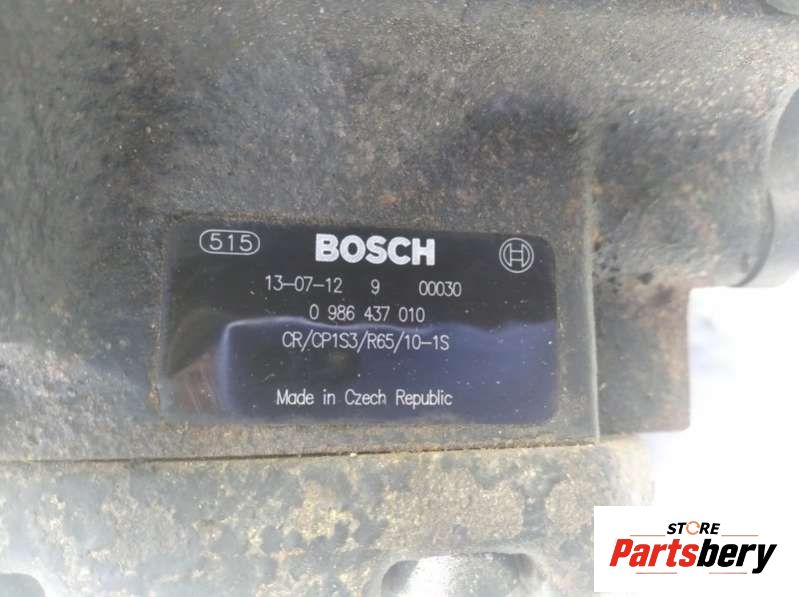 515 BOSCH
13-07-12 9 00030
0 986 437 010
CR/CP1S3/R65/10-1S
Made in Czech Republic
STORE
Partsbery